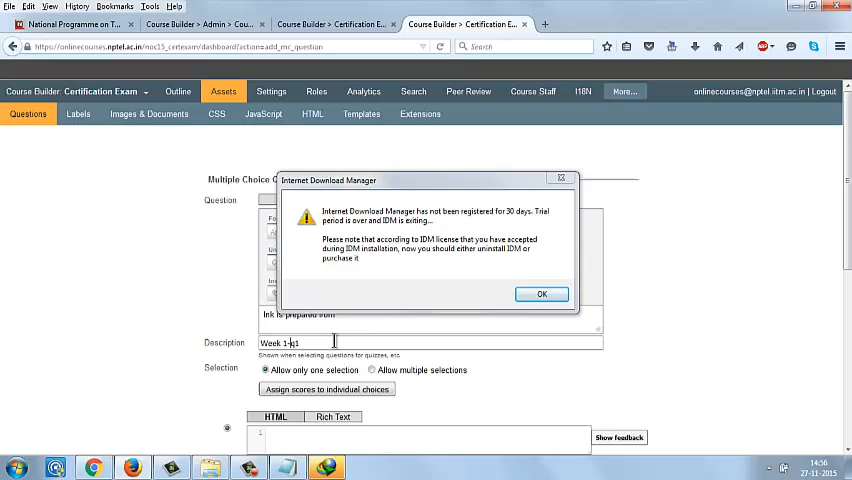 File Edit View History Bookmarks Tools Help
National Programme on T...
Course Builder > Admin > Cou...
Course Builder > Certification E...
Course Builder > Certification E...
https://onlinecourses.nptel.ac.in/noc15_certexam/dashboard?action=add_mc_question
Search
Course Builder: Certification Exam
Outline
Assets
Settings
Roles
Analytics
Search
Peer Review
Course Staff
I18N
More...
onlinecourses@nptel.iitm.ac.in | Logout
Questions
Labels
Images & Documents
CSS
JavaScript
HTML
Templates
Extensions
Multiple Choice
Question
Internet Download Manager
Internet Download Manager has not been registered for 30 days. Trial
period is over and IDM is exiting...
Please note that according to IDM license that you have accepted
during IDM installation, now you should either uninstall IDM or
purchase it
OK
Ink is prepared from
Description
Week 1-q1
Shown when selecting questions for quizzes, etc.
Selection
Allow only one selection
Allow multiple selections
Assign scores to individual choices
HTML
Rich Text
1
Show feedback
14:56
27-11-2015